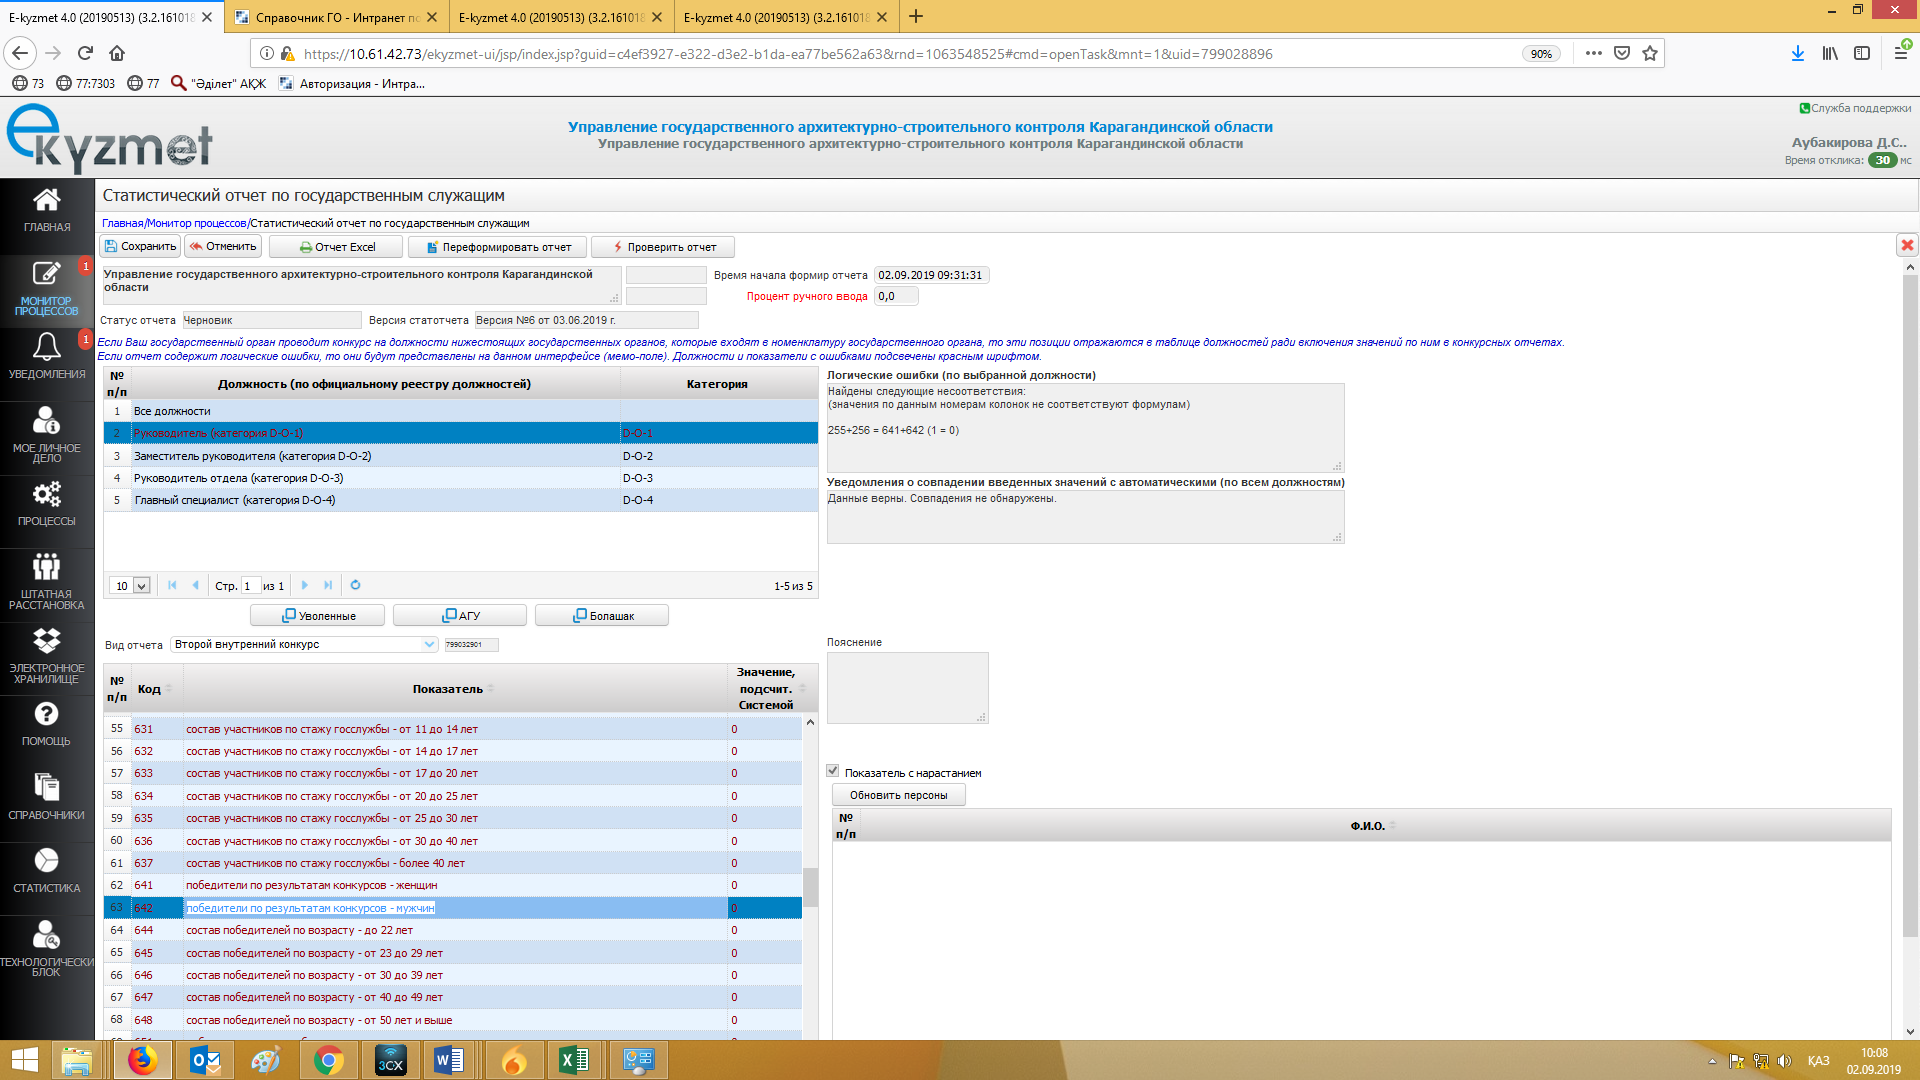 E-kyzmet 4.0 (20190513) (3.2.161018
Справочник ГО - Интранет по
E-kyzmet 4.0 (20190513) (3.2.161018
E-kyzmet 4.0 (20190513) (3.2.161018
https://10.61.42.73/ekyzmet-ui/jsp/index.jsp?guid=c4ef3927-e322-d3e2-b1da-ea77be562a63&rnd=1063548525#cmd=openTask&mnt=1&uid=799028896
90%
73
77:7303
77
"Әділет" АҚЖ
Авторизация - Интра...
ekyzmet
Управление государственного архитектурно-строительного контроля Карагандинской области
Управление государственного архитектурно-строительного контроля Карагандинской области
Служба поддержки
Аубакирова Д.С..
Время отклика: 30 мс
ГЛАВНАЯ
1
МОНИТОР ПРОЦЕССОВ
1
УВЕДОМЛЕНИЯ
МОЕ ЛИЧНОЕ ДЕЛО
ПРОЦЕССЫ
ШТАТНАЯ РАССТАНОВКА
ЭЛЕКТРОННОЕ ХРАНИЛИЩЕ
ПОМОЩЬ
СПРАВОЧНИКИ
СТАТИСТИКА
ТЕХНОЛОГИЧЕСКИ БЛОК
Статистический отчет по государственным служащим
Главная/Монитор процессов/Статистический отчет по государственным служащим
Сохранить Отменить Отчет Excel Переформировать отчет Проверить отчет
Управление государственного архитектурно-строительного контроля Карагандинской
области
Время начала формир отчета 02.09.2019 09:31:31
Процент ручного ввода 0,0
Статус отчета Черновик Версия статотчета Версия №6 от 03.06.2019 г.
Если Ваш государственный орган проводит конкурс на должности нижестоящих государственных органов, которые входят в номенклатуру государственного органа, то эти позиции отражаются в таблице должностей ради включения значений по ним в конкурсных отчетах.
Если отчет содержит логические ошибки, то они будут представлены на данном интерфейсе (мемо-поле). Должности и показатели с ошибками подсвечены красным шрифтом.
№ п/п Должность (по официальному реестру должностей) Категория
1 Все должности
2 Руководитель (категория D-O-1) D-O-1
3 Заместитель руководителя (категория D-O-2) D-O-2
4 Руководитель отдела (категория D-O-3) D-O-3
5 Главный специалист (категория D-O-4) D-O-4
10 Стр. 1 из 1 1-5 из 5
Логические ошибки (по выбранной должности)
Найдены следующие несоответствия:
(значения по данным номерам колонок не соответствуют формулам)
255+256 = 641+642 (1 = 0)
Уведомления о совпадении введенных значений с автоматическими (по всем должностям)
Данные верны. Совпадения не обнаружены.
Уволенные АГУ Болашак
Вид отчета Второй внутренний конкурс 799032901
№ п/п Код Показатель Значение, подсчит. Системой
55 631 состав участников по стажу госслужбы - от 11 до 14 лет 0
56 632 состав участников по стажу госслужбы - от 14 до 17 лет 0
57 633 состав участников по стажу госслужбы - от 17 до 20 лет 0
58 634 состав участников по стажу госслужбы - от 20 до 25 лет 0
59 635 состав участников по стажу госслужбы - от 25 до 30 лет 0
60 636 состав участников по стажу госслужбы - от 30 до 40 лет 0
61 637 состав участников по стажу госслужбы - более 40 лет 0
62 641 победители по результатам конкурсов - женщин 0
63 642 победители по результатам конкурсов - мужчин 0
64 644 состав победителей по возрасту - до 22 лет 0
65 645 состав победителей по возрасту - от 23 до 29 лет 0
66 646 состав победителей по возрасту - от 30 до 39 лет 0
67 647 состав победителей по возрасту - от 40 до 49 лет 0
68 648 состав победителей по возрасту - от 50 лет и выше 0
Пояснение
Показатель с нарастанием
Обновить персоны
№ п/п Ф.И.О.
3CX
ҚАЗ
10:08
02.09.2019